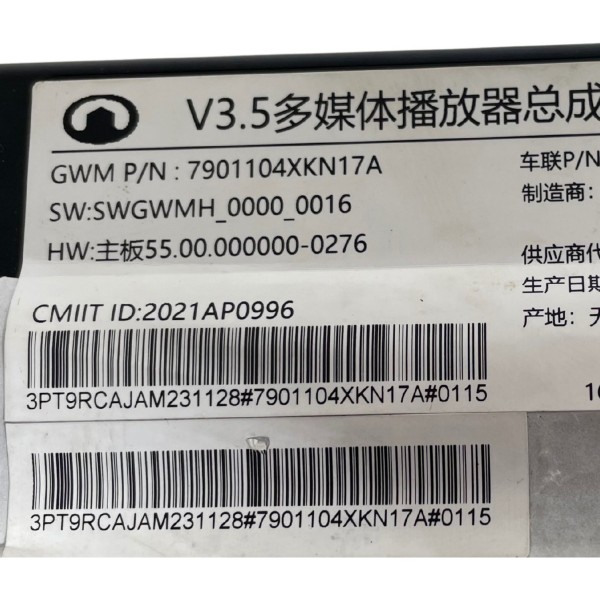 V3.5多媒体播放器总成
GWM P/N : 7901104XKN17A
车联P/N
SW:SWGWMH_0000_0016
制造商:
HW:主板55.00.000000-0276
供应商代
生产日期
CMIIT ID:2021AP0996
产地: 无
3PT9RCAJAM231128#7901104XKN17A#0115
3PT9RCAJAM231128#7901104XKN17A#0115